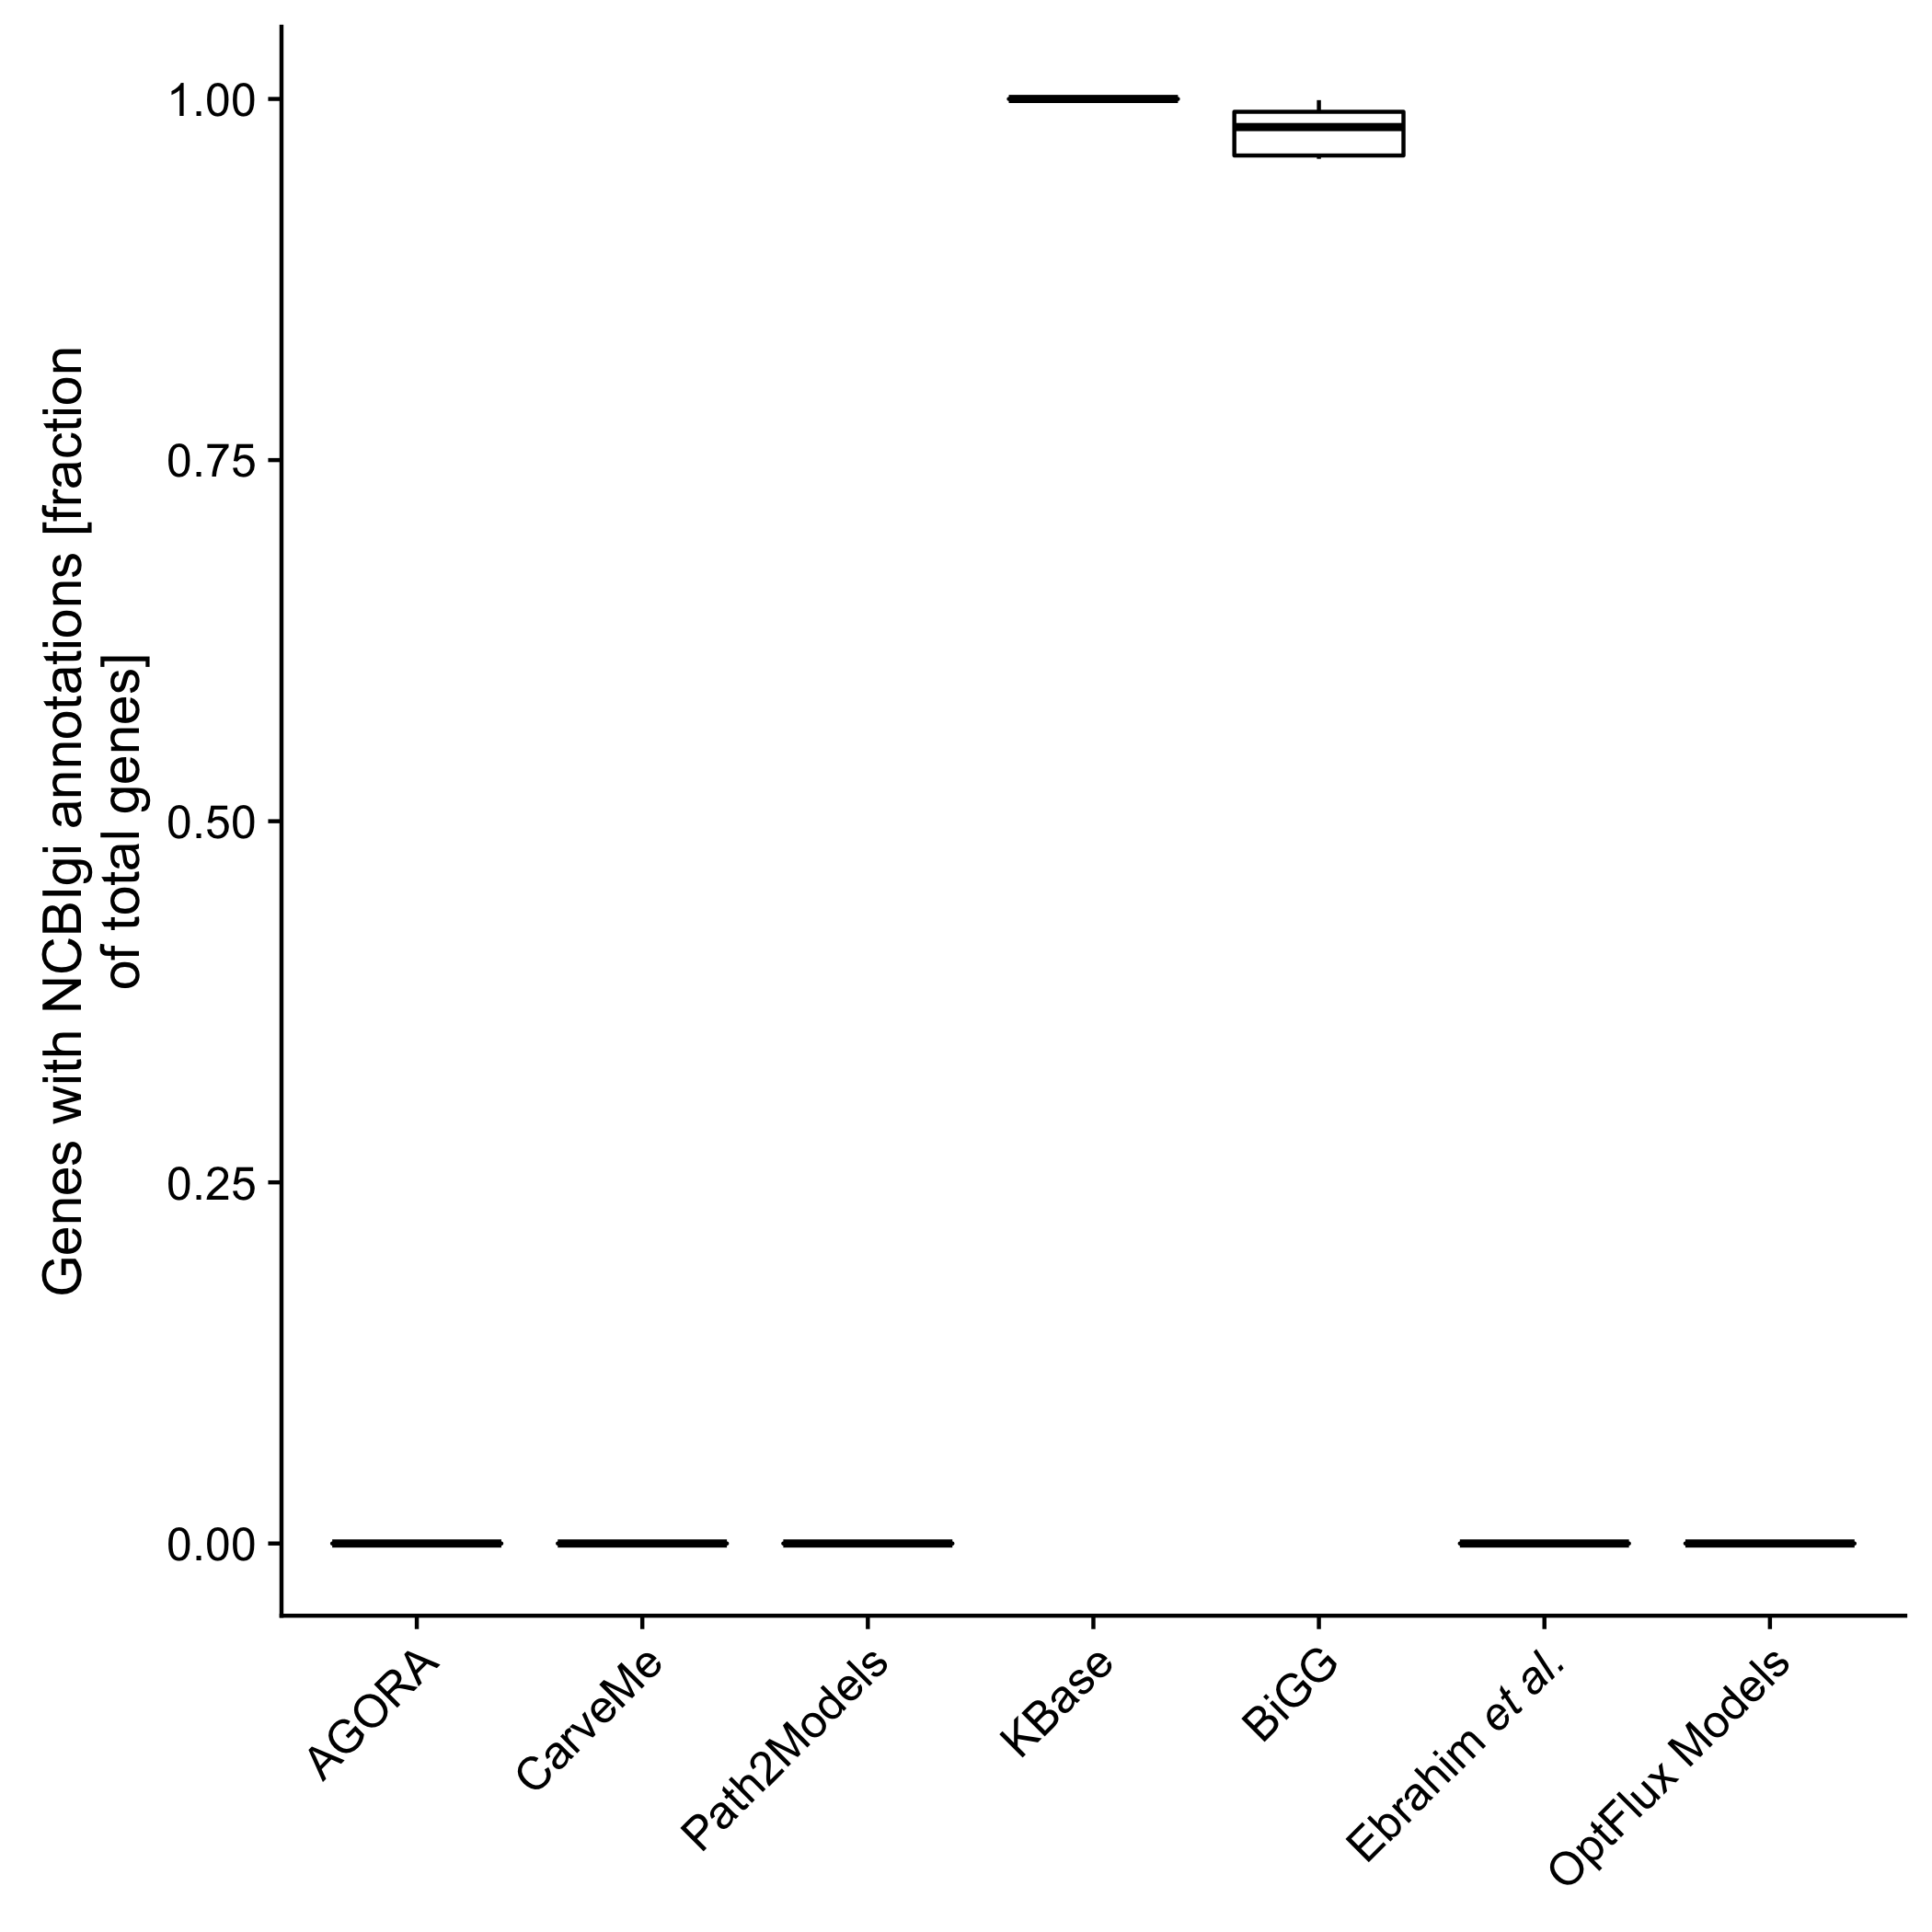 Genes with NCBIgi annotations [fraction
of total genes]
1.00
0.75
0.50
0.25
0.00
AGORA
CarveMe
Path2Models
KBase
BiGG
Ebrahim et al.
OptFlux Models